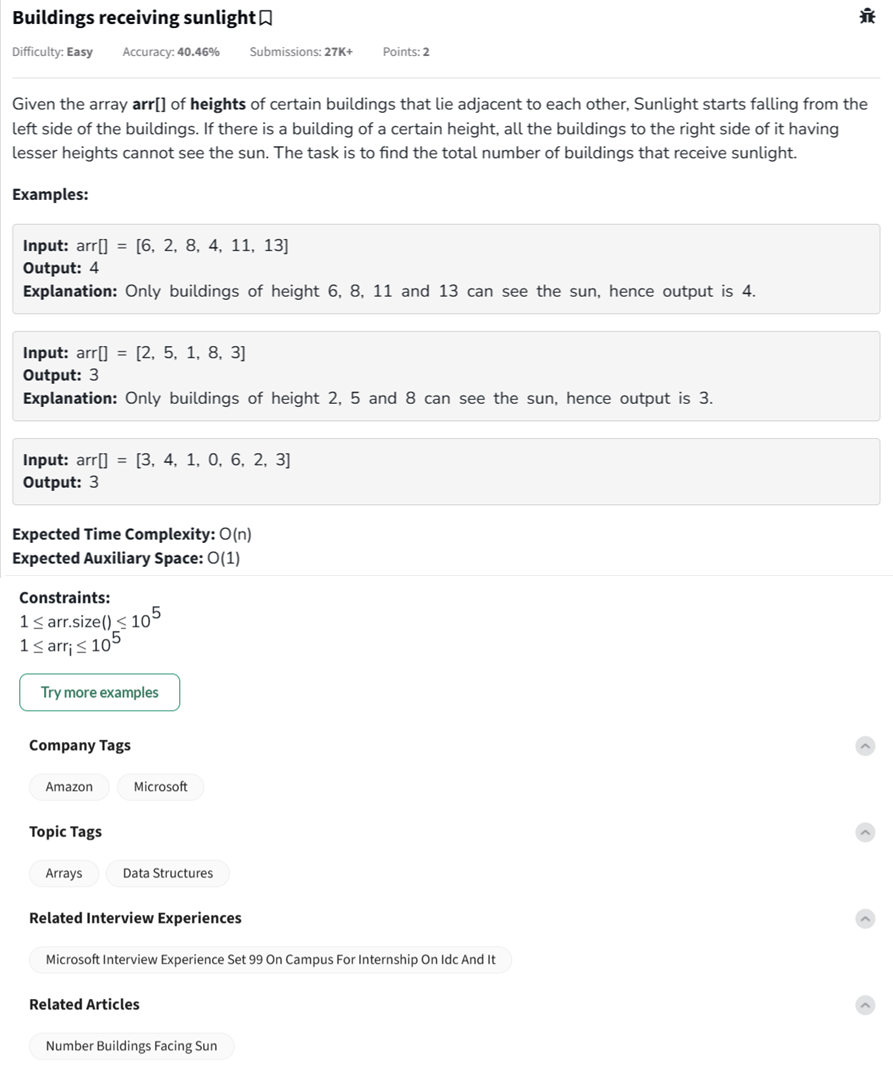 Buildings receiving sunlight
Difficulty: Easy Accuracy: 40.46% Submissions: 27K+ Points: 2
Given the array arr[] of heights of certain buildings that lie adjacent to each other, Sunlight starts falling from the
left side of the buildings. If there is a building of a certain height, all the buildings to the right side of it having
lesser heights cannot see the sun. The task is to find the total number of buildings that receive sunlight.
Examples:
Input: arr[] = [6, 2, 8, 4, 11, 13]
Output: 4
Explanation: Only buildings of height 6, 8, 11 and 13 can see the sun, hence output is 4.
Input: arr[] = [2, 5, 1, 8, 3]
Output: 3
Explanation: Only buildings of height 2, 5 and 8 can see the sun, hence output is 3.
Input: arr[] = [3, 4, 1, 0, 6, 2, 3]
Output: 3
Expected Time Complexity: O(n)
Expected Auxiliary Space: O(1)
Constraints:
1 ≤ arr.size() ≤ 10⁵
1 ≤ arrᵢ ≤ 10⁵
Try more examples
Company Tags
Amazon Microsoft
Topic Tags
Arrays Data Structures
Related Interview Experiences
Microsoft Interview Experience Set 99 On Campus For Internship On Idc And It
Related Articles
Number Buildings Facing Sun